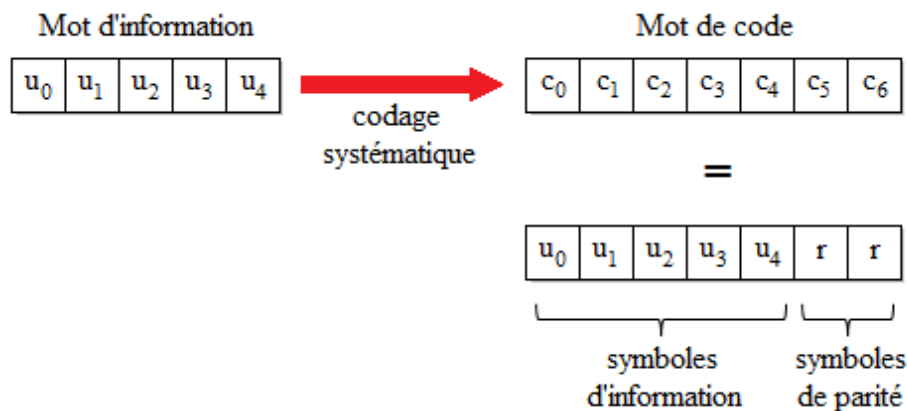 Mot d'information
u₀ u₁ u₂ u₃ u₄
codage
systématique
Mot de code
c₀ c₁ c₂ c₃ c₄ c₅ c₆
=
u₀ u₁ u₂ u₃ u₄ r r
symboles
d'information
symboles
de parité